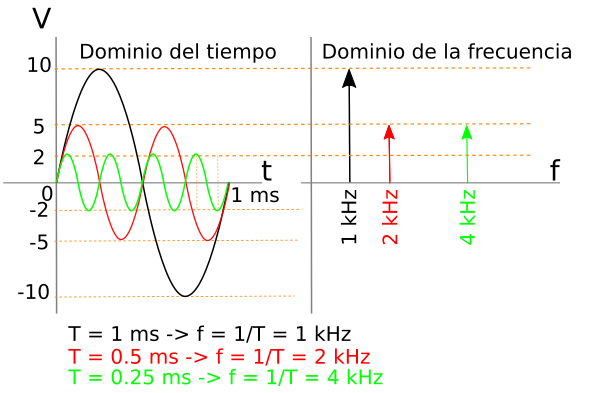 V
Dominio del tiempo
Dominio de la frecuencia
10
5
2
t
f
0
1 ms
-2
-5
-10
1 kHz
2 kHz
4 kHz
T = 1 ms -> f = 1/T = 1 kHz
T = 0.5 ms -> f = 1/T = 2 kHz
T = 0.25 ms -> f = 1/T = 4 kHz